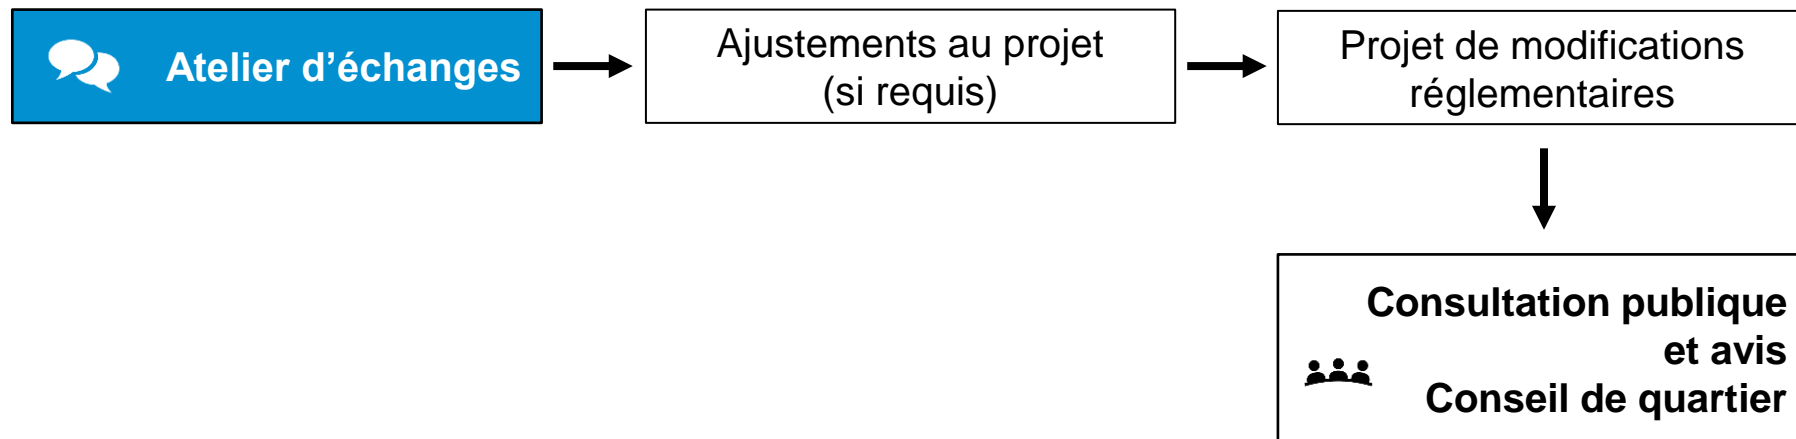 Atelier d’échanges
Ajustements au projet
(si requis)
Projet de modifications
réglementaires
Consultation publique
et avis
Conseil de quartier